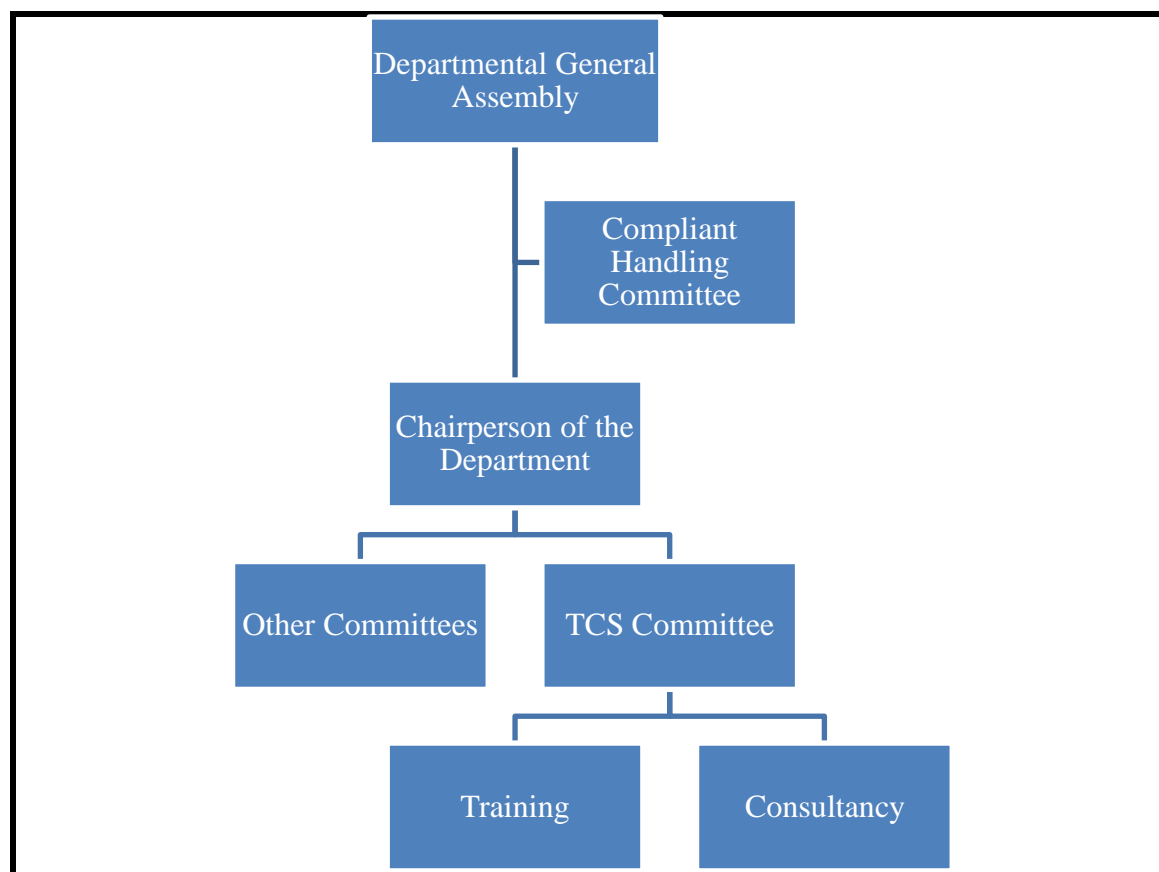 Departmental General
Assembly
Compliant
Handling
Committee
Chairperson of the
Department
Other Committees
TCS Committee
Training
Consultancy